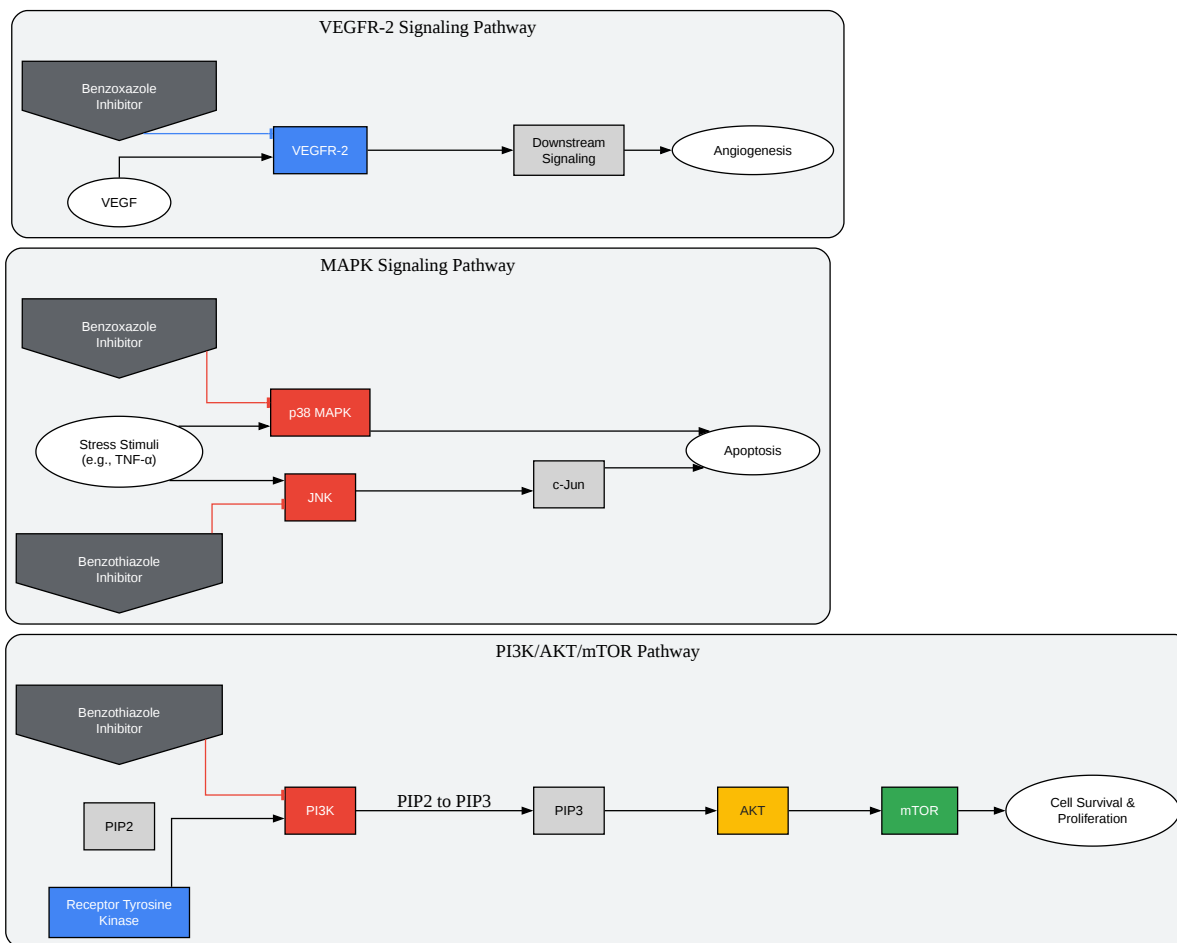 VEGFR-2 Signaling Pathway
Benzoxazole
Inhibitor
VEGFR-2
Downstream
Signaling
Angiogenesis
VEGF
MAPK Signaling Pathway
Benzoxazole
Inhibitor
p38 MAPK
Stress Stimuli
(e.g., TNF-α)
Apoptosis
JNK
c-Jun
Benzothiazole
Inhibitor
PI3K/AKT/mTOR Pathway
Benzothiazole
Inhibitor
PIP2
PI3K
PIP2 to PIP3
PIP3
AKT
mTOR
Cell Survival &
Proliferation
Receptor Tyrosine
Kinase